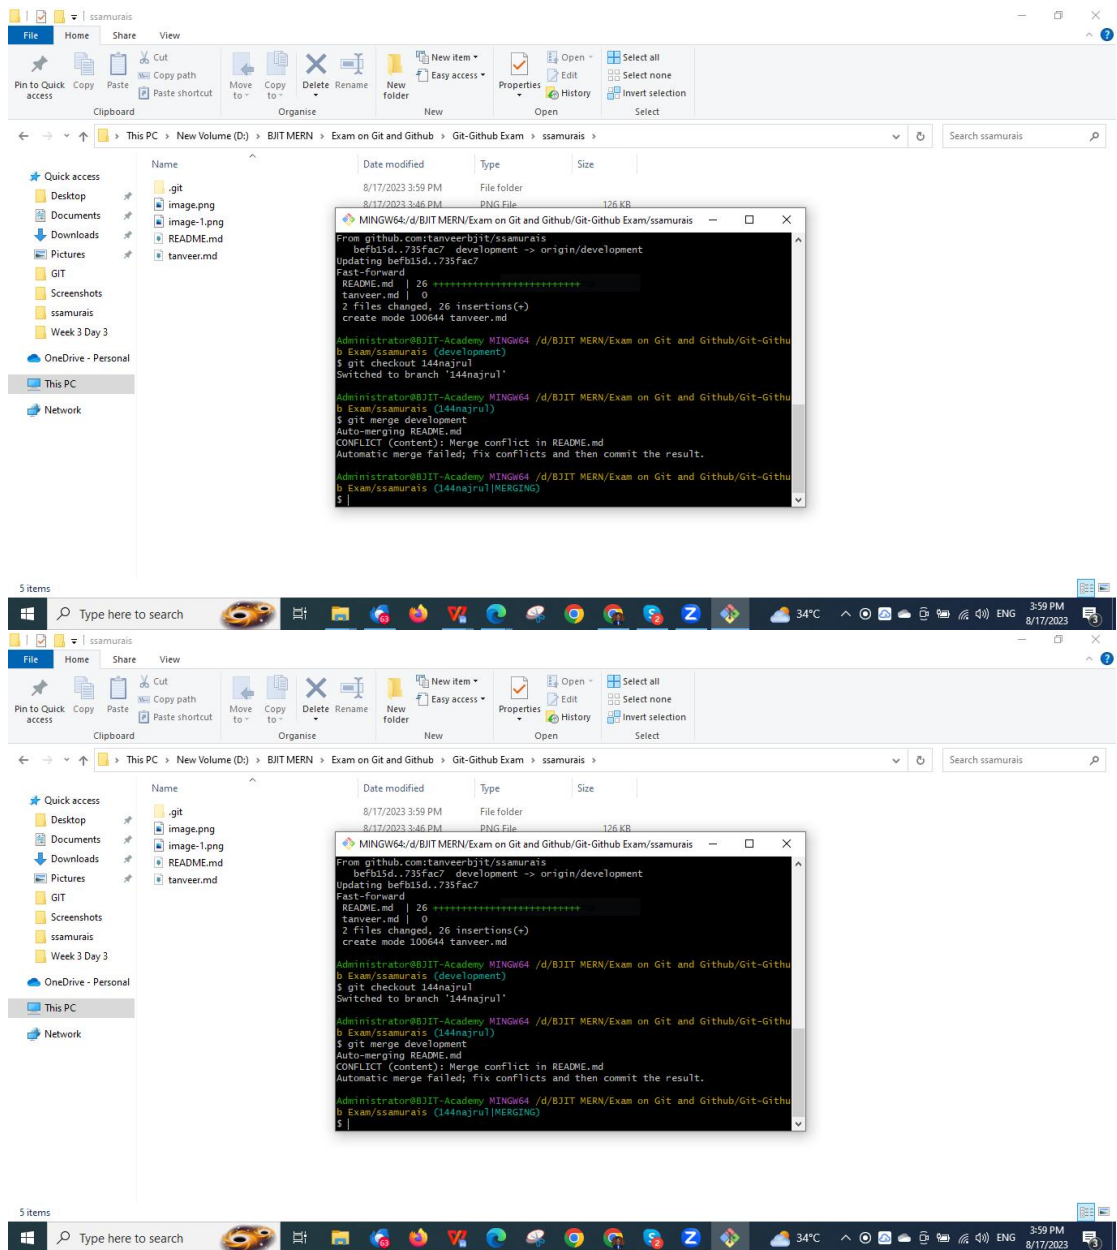 ssamurais
File Home Share View
Pin to Quick access Copy Paste Cut Copy path Paste shortcut Move to Copy to Delete Rename New folder New item Easy access Properties Open Edit History Select all Select none Invert selection
Clipboard Organise New Open Select
This PC > New Volume (D:) > BJIT MERN > Exam on Git and Github > Git-Github Exam > ssamurais > Search ssamurais
Name Date modified Type Size
Quick access
Desktop
Documents
Downloads
Pictures
GIT
Screenshots
ssamurais
Week 3 Day 3
OneDrive - Personal
This PC
Network
.git 8/17/2023 3:59 PM File folder
image.png 8/17/2023 3:46 PM PNG File 126 KB
image-1.png
README.md
tanveer.md
MINGW64:/d/BJIT MERN/Exam on Git and Github/Git-Github Exam/ssamurais
From github.com:tanveerbjit/ssamurais
befb15d..735fac7 development -> origin/development
Updating befb15d..735fac7
Fast-forward
README.md | 26 ++++++++++++++++++++++++++
tanveer.md | 0
2 files changed, 26 insertions(+)
create mode 100644 tanveer.md
Administrator@BJIT-Academy MINGW64 /d/BJIT MERN/Exam on Git and Github/Git-Githu
b Exam/ssamurais (development)
$ git checkout 144najrul
Switched to branch '144najrul'
Administrator@BJIT-Academy MINGW64 /d/BJIT MERN/Exam on Git and Github/Git-Githu
b Exam/ssamurais (144najrul)
$ git merge development
Auto-merging README.md
CONFLICT (content): Merge conflict in README.md
Automatic merge failed; fix conflicts and then commit the result.
Administrator@BJIT-Academy MINGW64 /d/BJIT MERN/Exam on Git and Github/Git-Githu
b Exam/ssamurais (144najrul|MERGING)
$
5 items
Type here to search 34°C ENG 3:59 PM
8/17/2023
ssamurais
File Home Share View
Pin to Quick access Copy Paste Cut Copy path Paste shortcut Move to Copy to Delete Rename New folder New item Easy access Properties Open Edit History Select all Select none Invert selection
Clipboard Organise New Open Select
This PC > New Volume (D:) > BJIT MERN > Exam on Git and Github > Git-Github Exam > ssamurais > Search ssamurais
Name Date modified Type Size
Quick access
Desktop
Documents
Downloads
Pictures
GIT
Screenshots
ssamurais
Week 3 Day 3
OneDrive - Personal
This PC
Network
.git 8/17/2023 3:59 PM File folder
image.png 8/17/2023 3:46 PM PNG File 126 KB
image-1.png
README.md
tanveer.md
MINGW64:/d/BJIT MERN/Exam on Git and Github/Git-Github Exam/ssamurais
From github.com:tanveerbjit/ssamurais
befb15d..735fac7 development -> origin/development
Updating befb15d..735fac7
Fast-forward
README.md | 26 ++++++++++++++++++++++++++
tanveer.md | 0
2 files changed, 26 insertions(+)
create mode 100644 tanveer.md
Administrator@BJIT-Academy MINGW64 /d/BJIT MERN/Exam on Git and Github/Git-Githu
b Exam/ssamurais (development)
$ git checkout 144najrul
Switched to branch '144najrul'
Administrator@BJIT-Academy MINGW64 /d/BJIT MERN/Exam on Git and Github/Git-Githu
b Exam/ssamurais (144najrul)
$ git merge development
Auto-merging README.md
CONFLICT (content): Merge conflict in README.md
Automatic merge failed; fix conflicts and then commit the result.
Administrator@BJIT-Academy MINGW64 /d/BJIT MERN/Exam on Git and Github/Git-Githu
b Exam/ssamurais (144najrul|MERGING)
$
5 items
Type here to search 34°C ENG 3:59 PM
8/17/2023